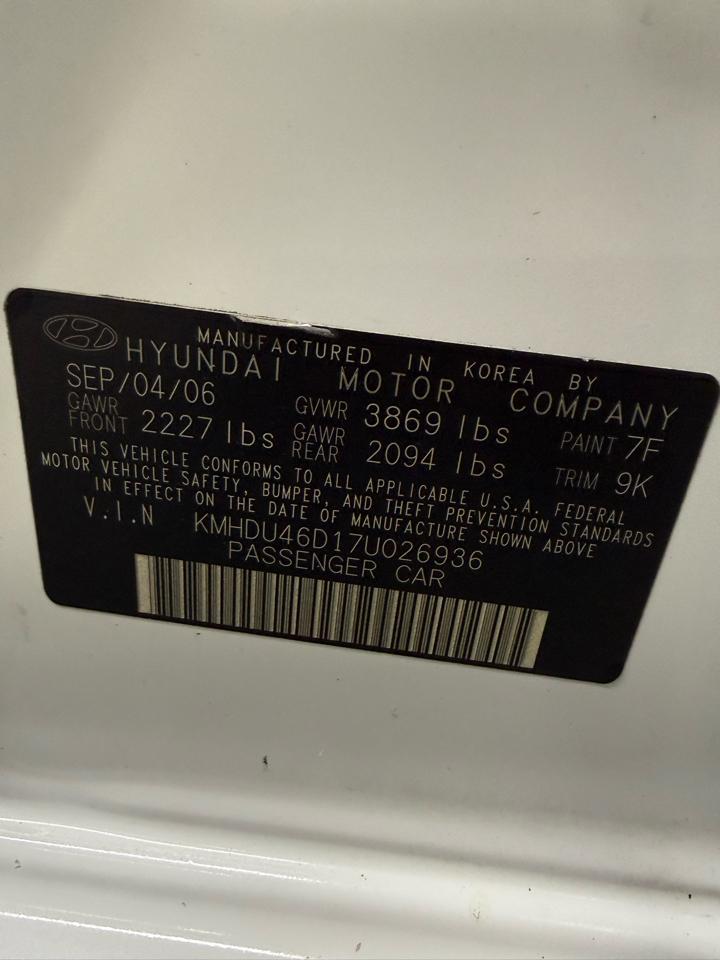 MANUFACTURED IN KOREA BY
HYUNDAI MOTOR COMPANY
SEP/04/06 GVWR 3869 lbs PAINT 7F
GAWR FRONT 2227 lbs GAWR REAR 2094 lbs TRIM 9K
THIS VEHICLE CONFORMS TO ALL APPLICABLE U.S.A. FEDERAL
MOTOR VEHICLE SAFETY, BUMPER, AND THEFT PREVENTION STANDARDS
IN EFFECT ON THE DATE OF MANUFACTURE SHOWN ABOVE
V.I.N KMHDU46D17U026936
PASSENGER CAR